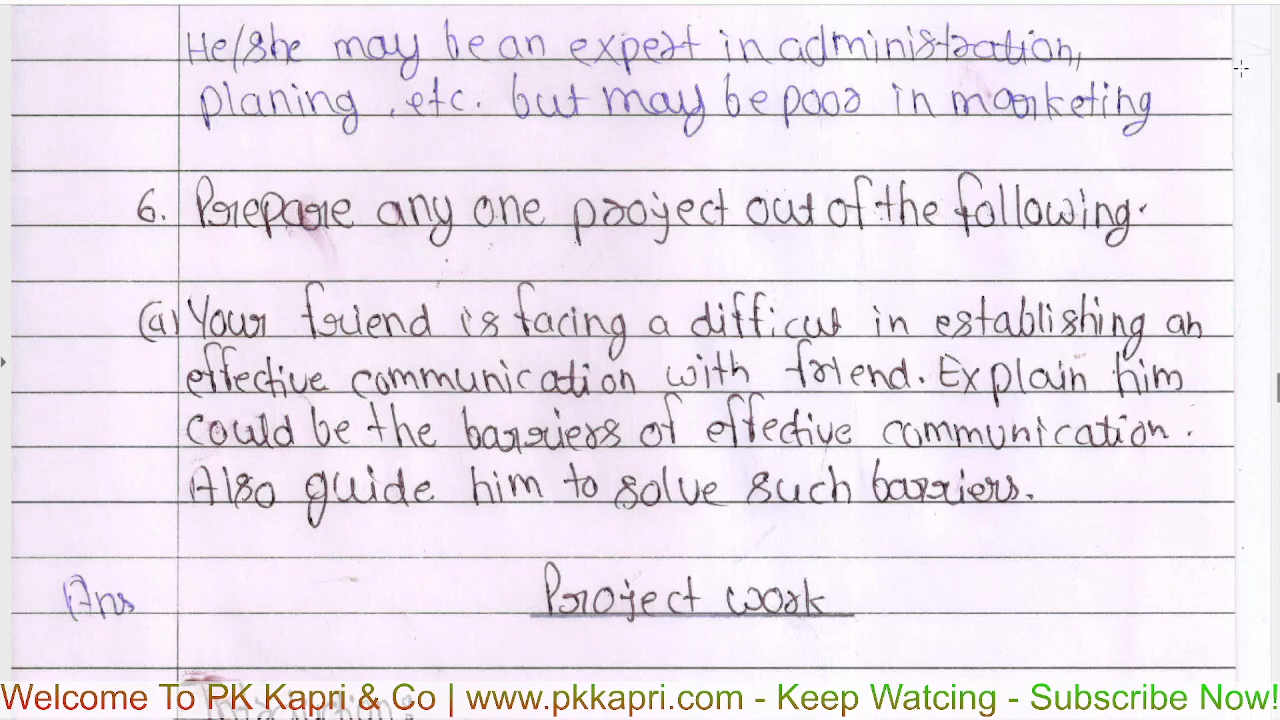 He/she may be an expert in administration,
planing, etc. but may be poor in marketing
6. Prepare any one project out of the following.
(a) Your friend is facing a difficut in establishing an
effective communication with friend. Explain him
could be the barriers of effective communication.
Also guide him to solve such barriers.
Ans
Project work
Welcome To PK Kapri & Go | www.pkkapri.com - Keep Watcing - Subscribe Now!